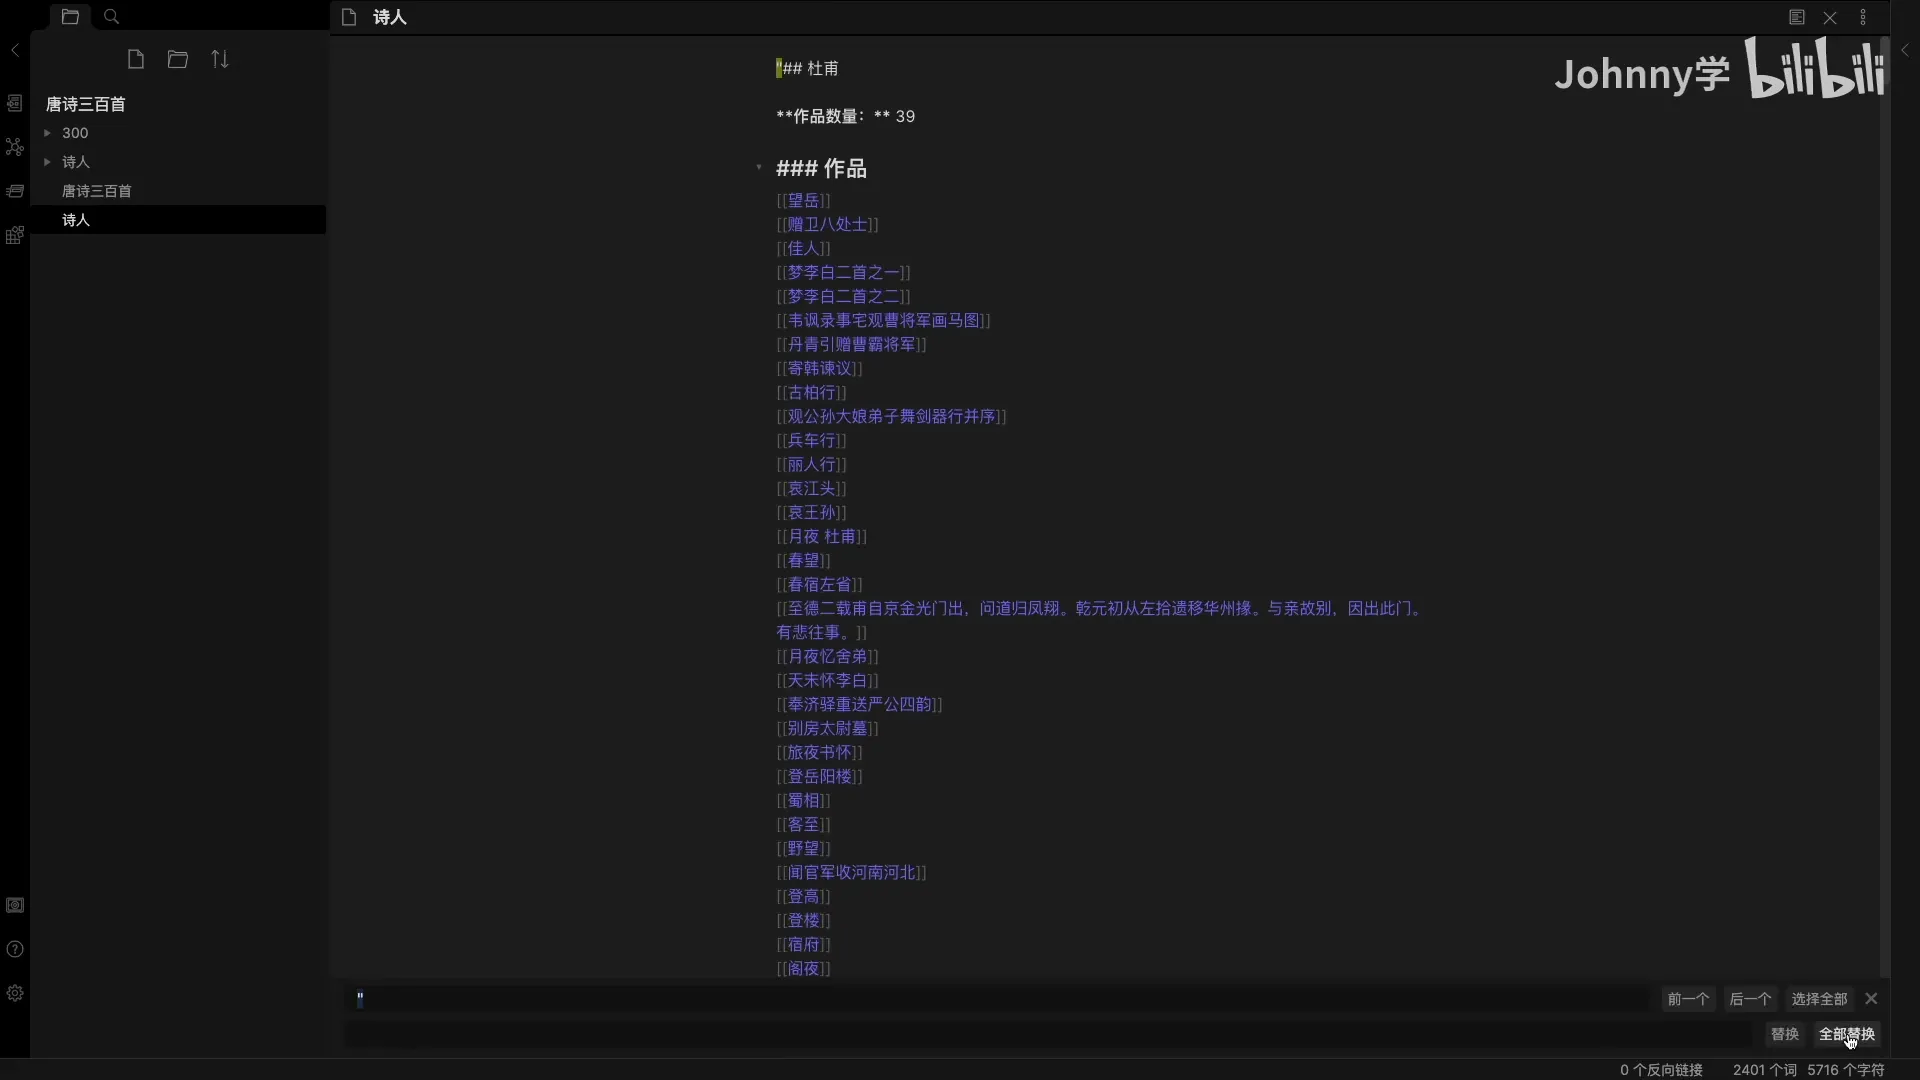 诗人
Johnny学 bilibili
唐诗三百首
300
诗人
唐诗三百首
诗人
"## 杜甫
**作品数量：** 39
### 作品
[[望岳]]
[[赠卫八处士]]
[[佳人]]
[[梦李白二首之一]]
[[梦李白二首之二]]
[[韦讽录事宅观曹将军画马图]]
[[丹青引赠曹霸将军]]
[[寄韩谏议]]
[[古柏行]]
[[观公孙大娘弟子舞剑器行并序]]
[[兵车行]]
[[丽人行]]
[[哀江头]]
[[哀王孙]]
[[月夜 杜甫]]
[[春望]]
[[春宿左省]]
[[至德二载甫自京金光门出，问道归凤翔。乾元初从左拾遗移华州掾。与亲故别，因出此门。
有悲往事。]]
[[月夜忆舍弟]]
[[天末怀李白]]
[[奉济驿重送严公四韵]]
[[别房太尉墓]]
[[旅夜书怀]]
[[登岳阳楼]]
[[蜀相]]
[[客至]]
[[野望]]
[[闻官军收河南河北]]
[[登高]]
[[登楼]]
[[宿府]]
[[阁夜]]
"
前一个 后一个 选择全部
替换 全部替换
0 个反向链接 2401 个词 5716 个字符